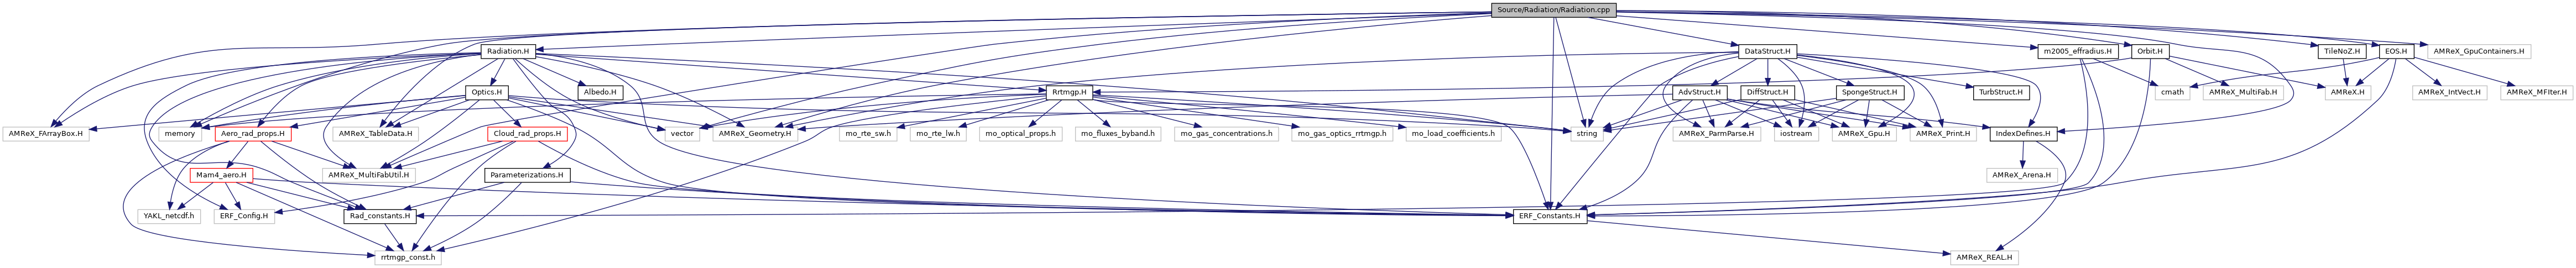 Source/Radiation/Radiation.cpp
Radiation.H
DataStruct.H
m2005_effradius.H
Orbit.H
TileNoZ.H
EOS.H
AMReX_GpuContainers.H
Optics.H
Albedo.H
Rrtmgp.H
AdvStruct.H
DiffStruct.H
SpongeStruct.H
TurbStruct.H
cmath
AMReX_MultiFab.H
AMReX.H
AMReX_IntVect.H
AMReX_MFIter.H
AMReX_FArrayBox.H
memory
Aero_rad_props.H
AMReX_TableData.H
Cloud_rad_props.H
vector
AMReX_Geometry.H
mo_rte_sw.h
mo_rte_lw.h
mo_optical_props.h
mo_fluxes_byband.h
mo_gas_concentrations.h
mo_gas_optics_rrtmgp.h
mo_load_coefficients.h
string
AMReX_ParmParse.H
iostream
AMReX_Gpu.H
AMReX_Print.H
IndexDefines.H
Mam4_aero.H
AMReX_MultiFabUtil.H
Parameterizations.H
AMReX_Arena.H
YAKL_netcdf.h
ERF_Config.H
Rad_constants.H
ERF_Constants.H
rrtmgp_const.h
AMReX_REAL.H